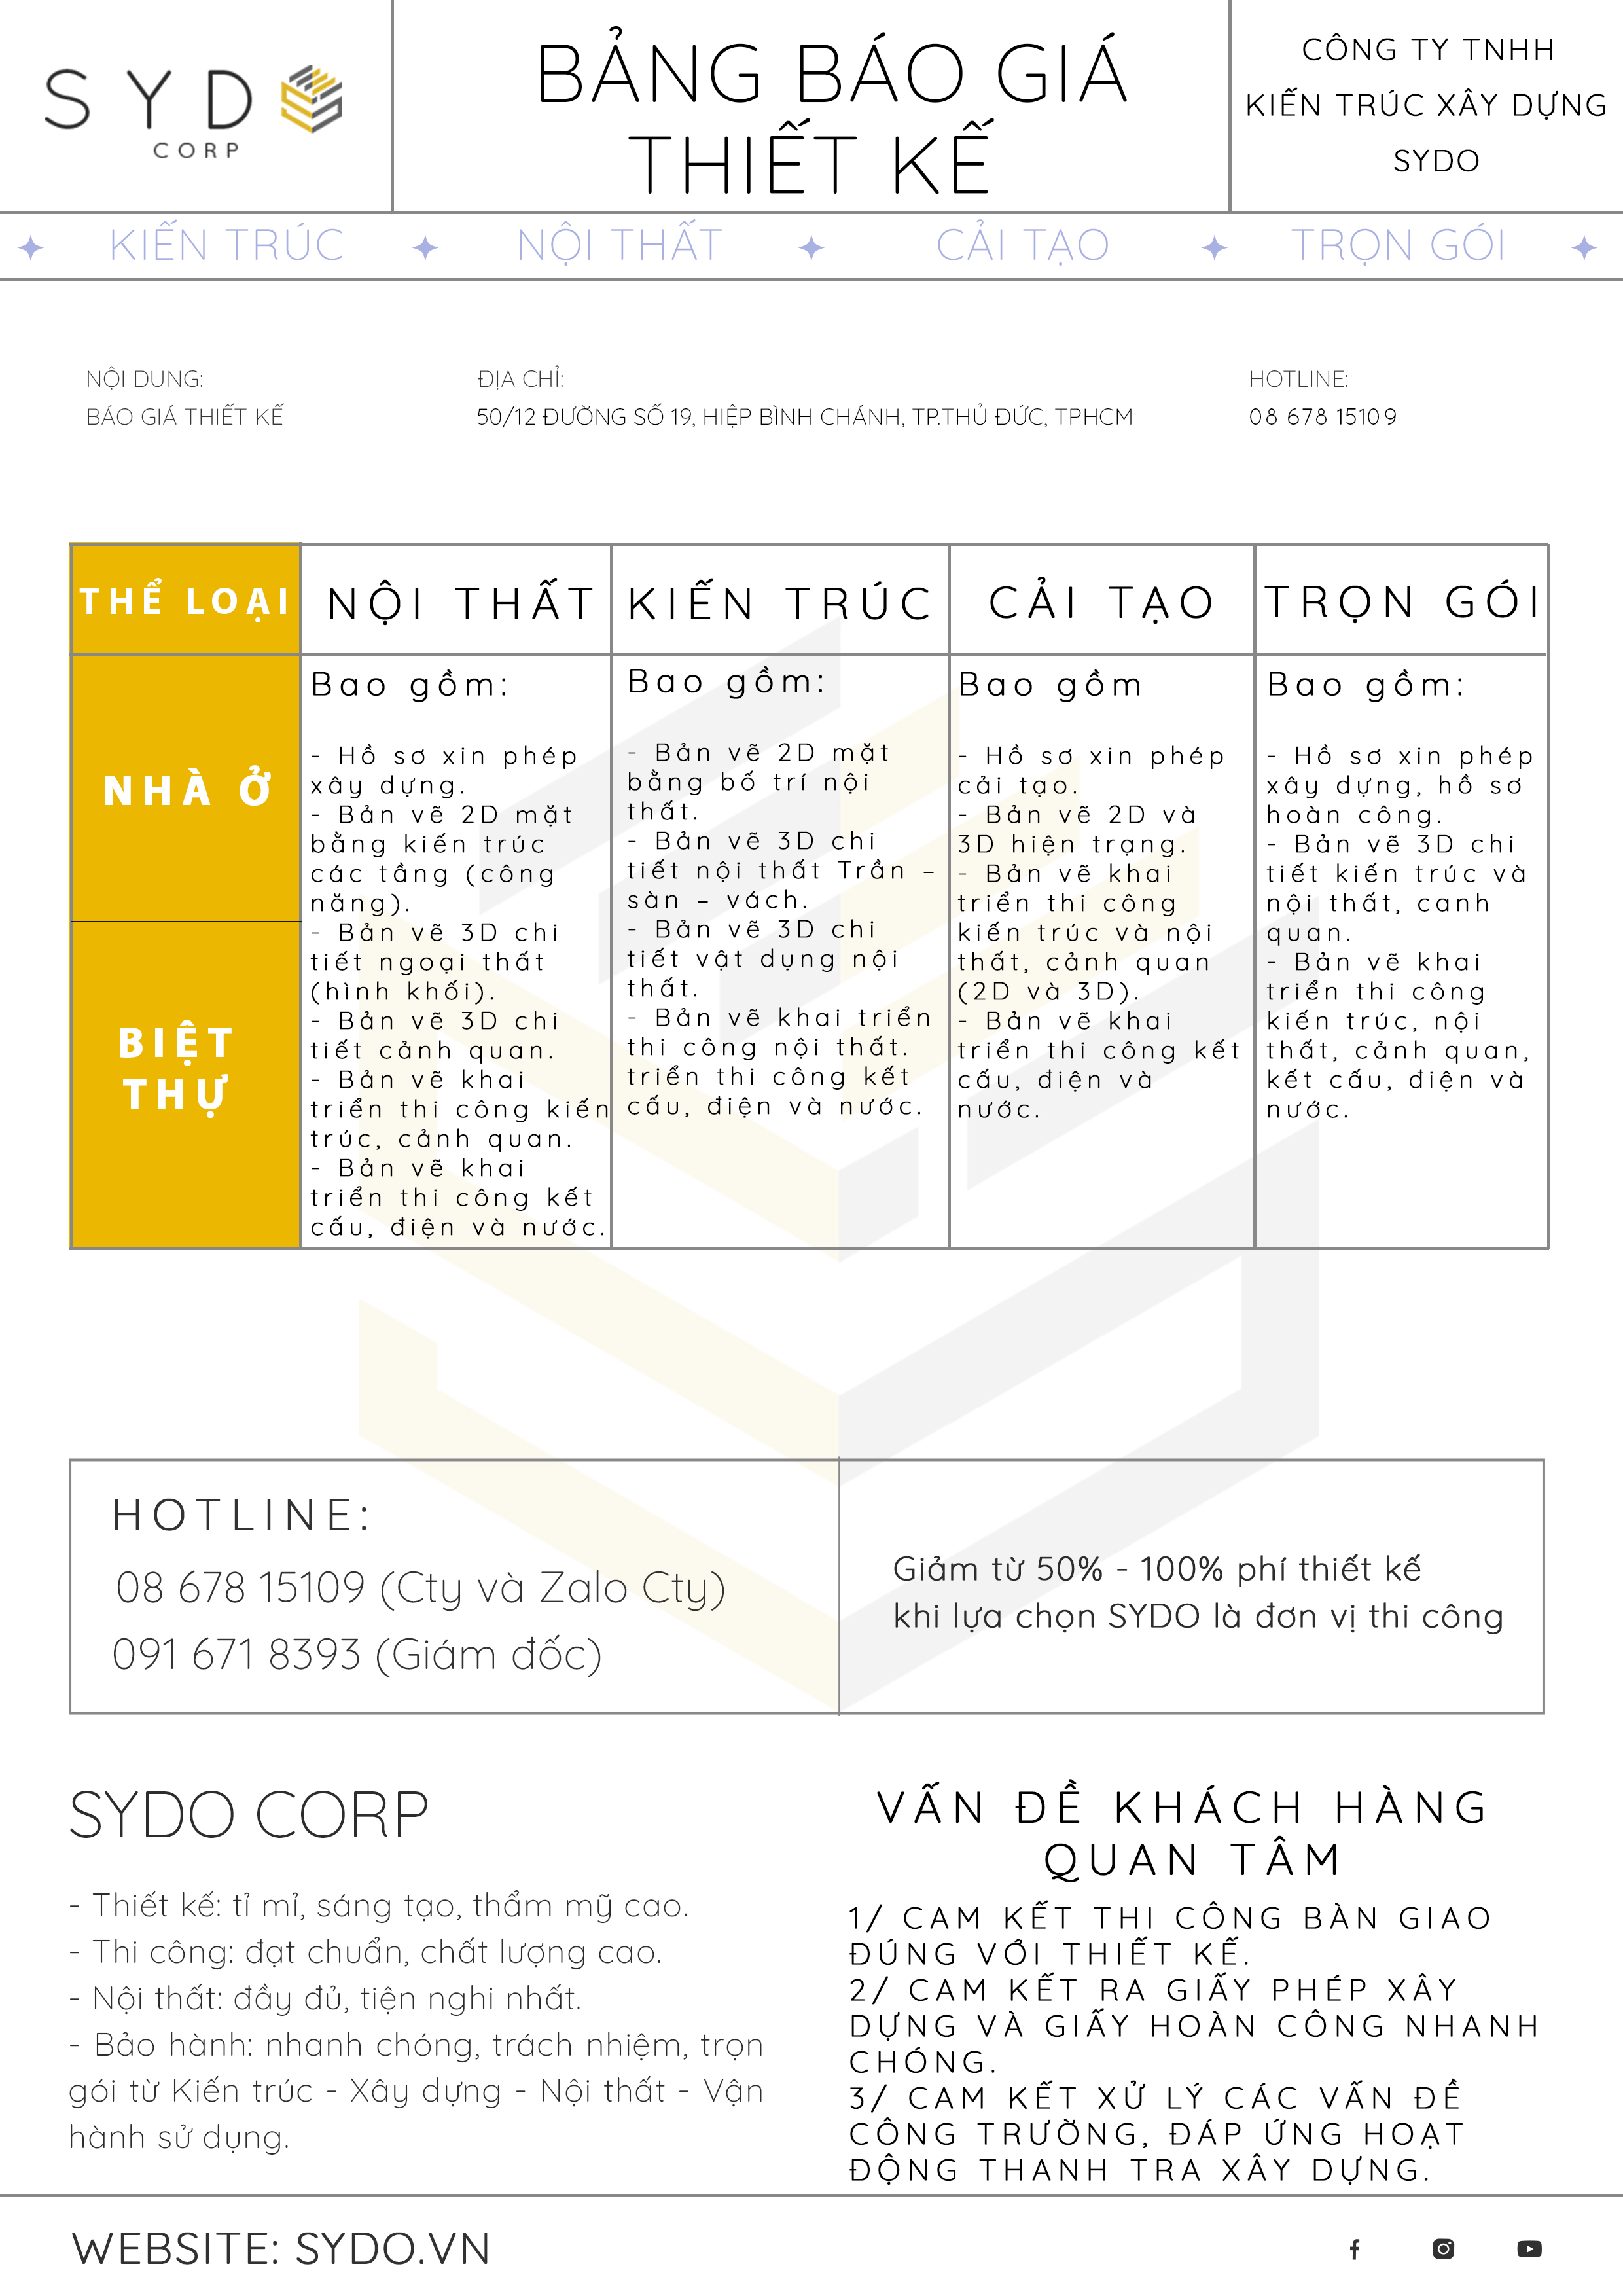 SYDO
CORP
BẢNG BÁO GIÁ
THIẾT KẾ
CÔNG TY TNHH
KIẾN TRÚC XÂY DỰNG
SYDO
KIẾN TRÚC
NỘI THẤT
CẢI TẠO
TRỌN GÓI
NỘI DUNG:
BÁO GIÁ THIẾT KẾ
ĐỊA CHỈ:
50/12 ĐƯỜNG SỐ 19, HIỆP BÌNH CHÁNH, TP.THỦ ĐỨC, TPHCM
HOTLINE:
08 678 15109
THỂ LOẠI
NỘI THẤT
KIẾN TRÚC
CẢI TẠO
TRỌN GÓI
NHÀ Ở
BIỆT
THỰ
Bao gồm:
- Hồ sơ xin phép
xây dựng.
- Bản vẽ 2D mặt
bằng kiến trúc
các tầng (công
năng).
- Bản vẽ 3D chi
tiết ngoại thất
(hình khối).
- Bản vẽ 3D chi
tiết cảnh quan.
- Bản vẽ khai
triển thi công kiến
trúc, cảnh quan.
- Bản vẽ khai
triển thi công kết
cấu, điện và nước.
Bao gồm:
- Bản vẽ 2D mặt
bằng bố trí nội
thất.
- Bản vẽ 3D chi
tiết nội thất Trần –
sàn – vách.
- Bản vẽ 3D chi
tiết vật dụng nội
thất.
- Bản vẽ khai triển
thi công nội thất.
triển thi công kết
cấu, điện và nước.
Bao gồm
- Hồ sơ xin phép
cải tạo.
- Bản vẽ 2D và
3D hiện trạng.
- Bản vẽ khai
triển thi công
kiến trúc và nội
thất, cảnh quan
(2D và 3D).
- Bản vẽ khai
triển thi công kết
cấu, điện và
nước.
Bao gồm:
- Hồ sơ xin phép
xây dựng, hồ sơ
hoàn công.
- Bản vẽ 3D chi
tiết kiến trúc và
nội thất, canh
quan.
- Bản vẽ khai
triển thi công
kiến trúc, nội
thất, cảnh quan,
kết cấu, điện và
nước.
HOTLINE:
08 678 15109 (Cty và Zalo Cty)
091 671 8393 (Giám đốc)
Giảm từ 50% - 100% phí thiết kế
khi lựa chọn SYDO là đơn vị thi công
SYDO CORP
- Thiết kế: tỉ mỉ, sáng tạo, thẩm mỹ cao.
- Thi công: đạt chuẩn, chất lượng cao.
- Nội thất: đầy đủ, tiện nghi nhất.
- Bảo hành: nhanh chóng, trách nhiệm, trọn
gói từ Kiến trúc - Xây dựng - Nội thất - Vận
hành sử dụng.
VẤN ĐỀ KHÁCH HÀNG
QUAN TÂM
1/ CAM KẾT THI CÔNG BÀN GIAO
ĐÚNG VỚI THIẾT KẾ.
2/ CAM KẾT RA GIẤY PHÉP XÂY
DỰNG VÀ GIẤY HOÀN CÔNG NHANH
CHÓNG.
3/ CAM KẾT XỬ LÝ CÁC VẤN ĐỀ
CÔNG TRƯỜNG, ĐÁP ỨNG HOẠT
ĐỘNG THANH TRA XÂY DỰNG.
WEBSITE: SYDO.VN